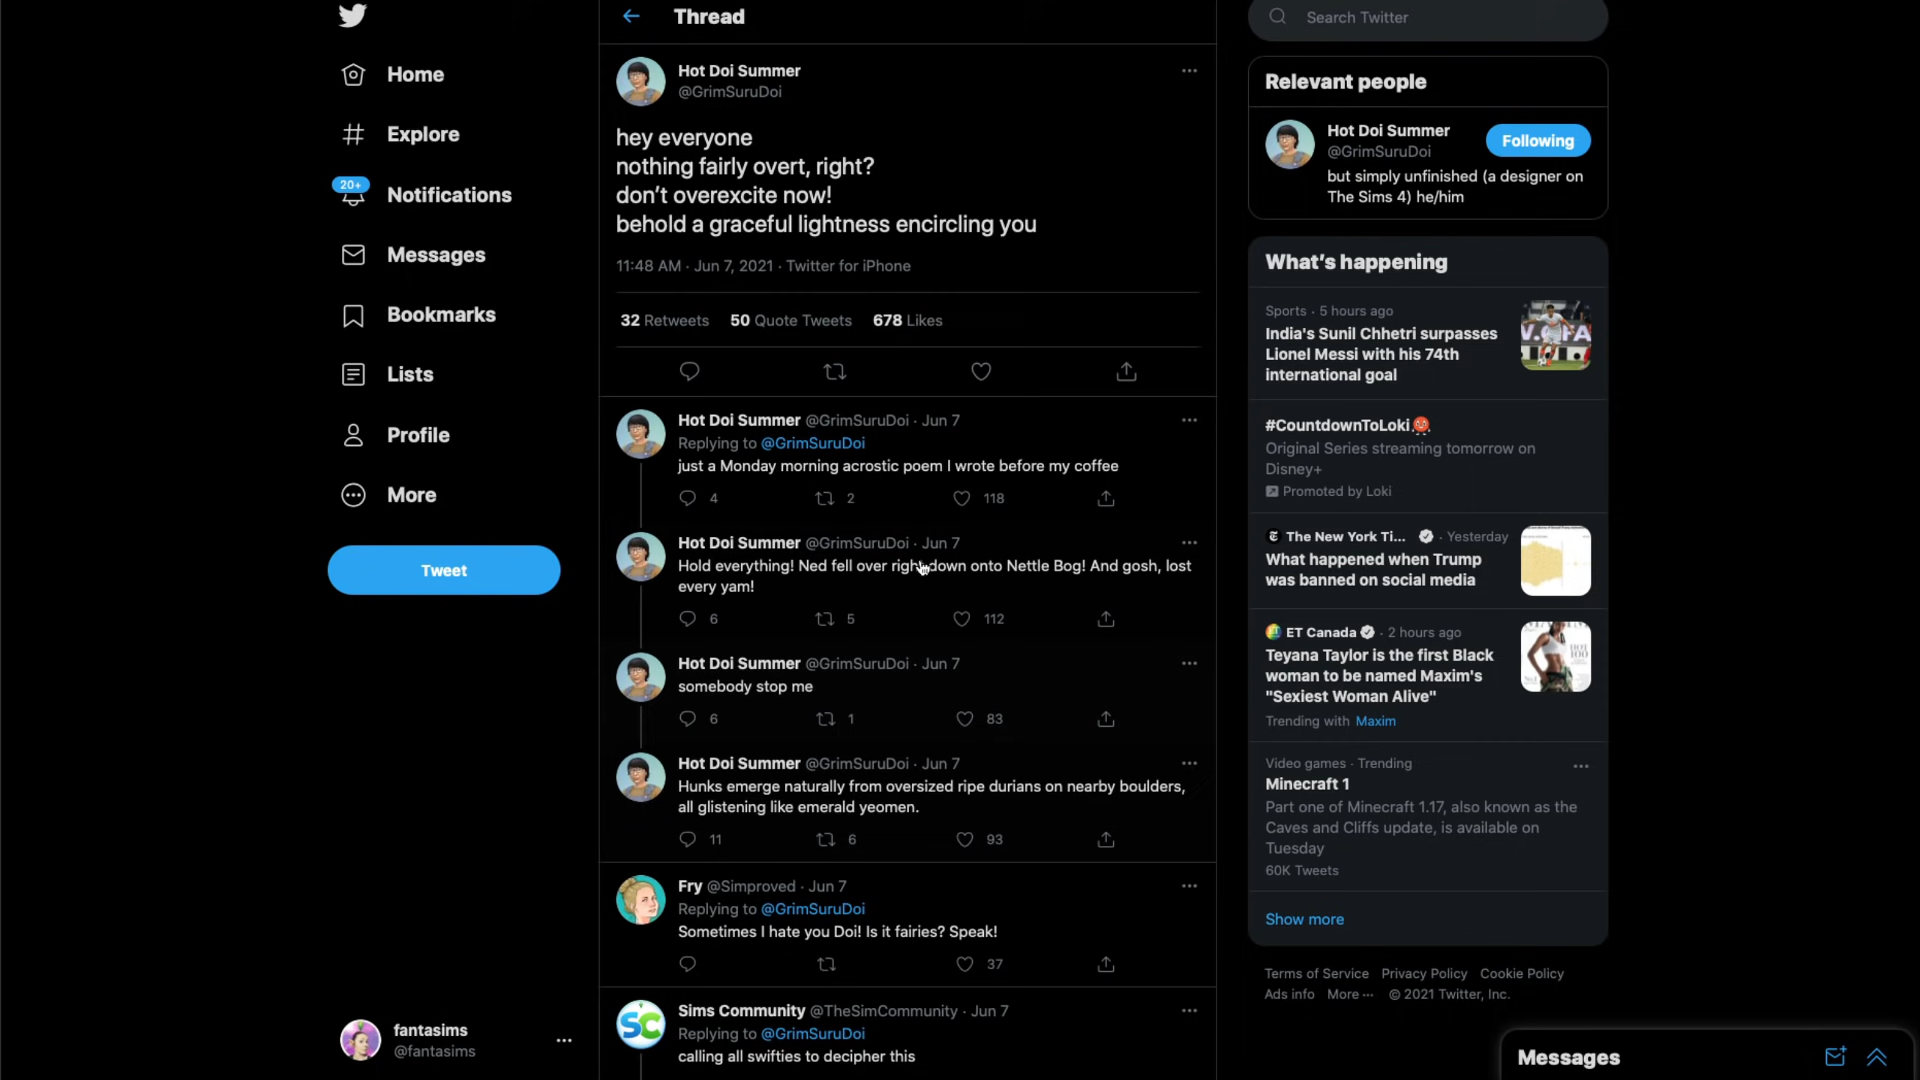 Home
Explore
20+
Notifications
Messages
Bookmarks
Lists
Profile
More
Tweet
fantasims
@fantasims
Thread
Hot Doi Summer
@GrimSuruDoi
hey everyone
nothing fairly overt, right?
don't overexcite now!
behold a graceful lightness encircling you
11:48 AM · Jun 7, 2021 · Twitter for iPhone
32 Retweets 50 Quote Tweets 678 Likes
Hot Doi Summer @GrimSuruDoi · Jun 7
Replying to @GrimSuruDoi
just a Monday morning acrostic poem I wrote before my coffee
4 2 118
Hot Doi Summer @GrimSuruDoi · Jun 7
Hold everything! Ned fell over right down onto Nettle Bog! And gosh, lost
every yam!
6 5 112
Hot Doi Summer @GrimSuruDoi · Jun 7
somebody stop me
6 1 83
Hot Doi Summer @GrimSuruDoi · Jun 7
Hunks emerge naturally from oversized ripe durians on nearby boulders,
all glistening like emerald yeomen.
11 6 93
Fry @Simproved · Jun 7
Replying to @GrimSuruDoi
Sometimes I hate you Doi! Is it fairies? Speak!
37
SC
Sims Community @TheSimCommunity · Jun 7
Replying to @GrimSuruDoi
calling all swifties to decipher this
Search Twitter
Relevant people
Hot Doi Summer
@GrimSuruDoi
Following
but simply unfinished (a designer on
The Sims 4) he/him
What's happening
Sports · 5 hours ago
India's Sunil Chhetri surpasses
Lionel Messi with his 74th
international goal
#CountdownToLoki
Original Series streaming tomorrow on
Disney+
Promoted by Loki
The New York Ti... · Yesterday
What happened when Trump
was banned on social media
ET Canada · 2 hours ago
Teyana Taylor is the first Black
woman to be named Maxim's
"Sexiest Woman Alive"
Trending with Maxim
Video games · Trending
Minecraft 1
Part one of Minecraft 1.17, also known as the
Caves and Cliffs update, is available on
Tuesday
60K Tweets
Show more
Terms of Service Privacy Policy Cookie Policy
Ads info More ··· © 2021 Twitter, Inc.
Messages